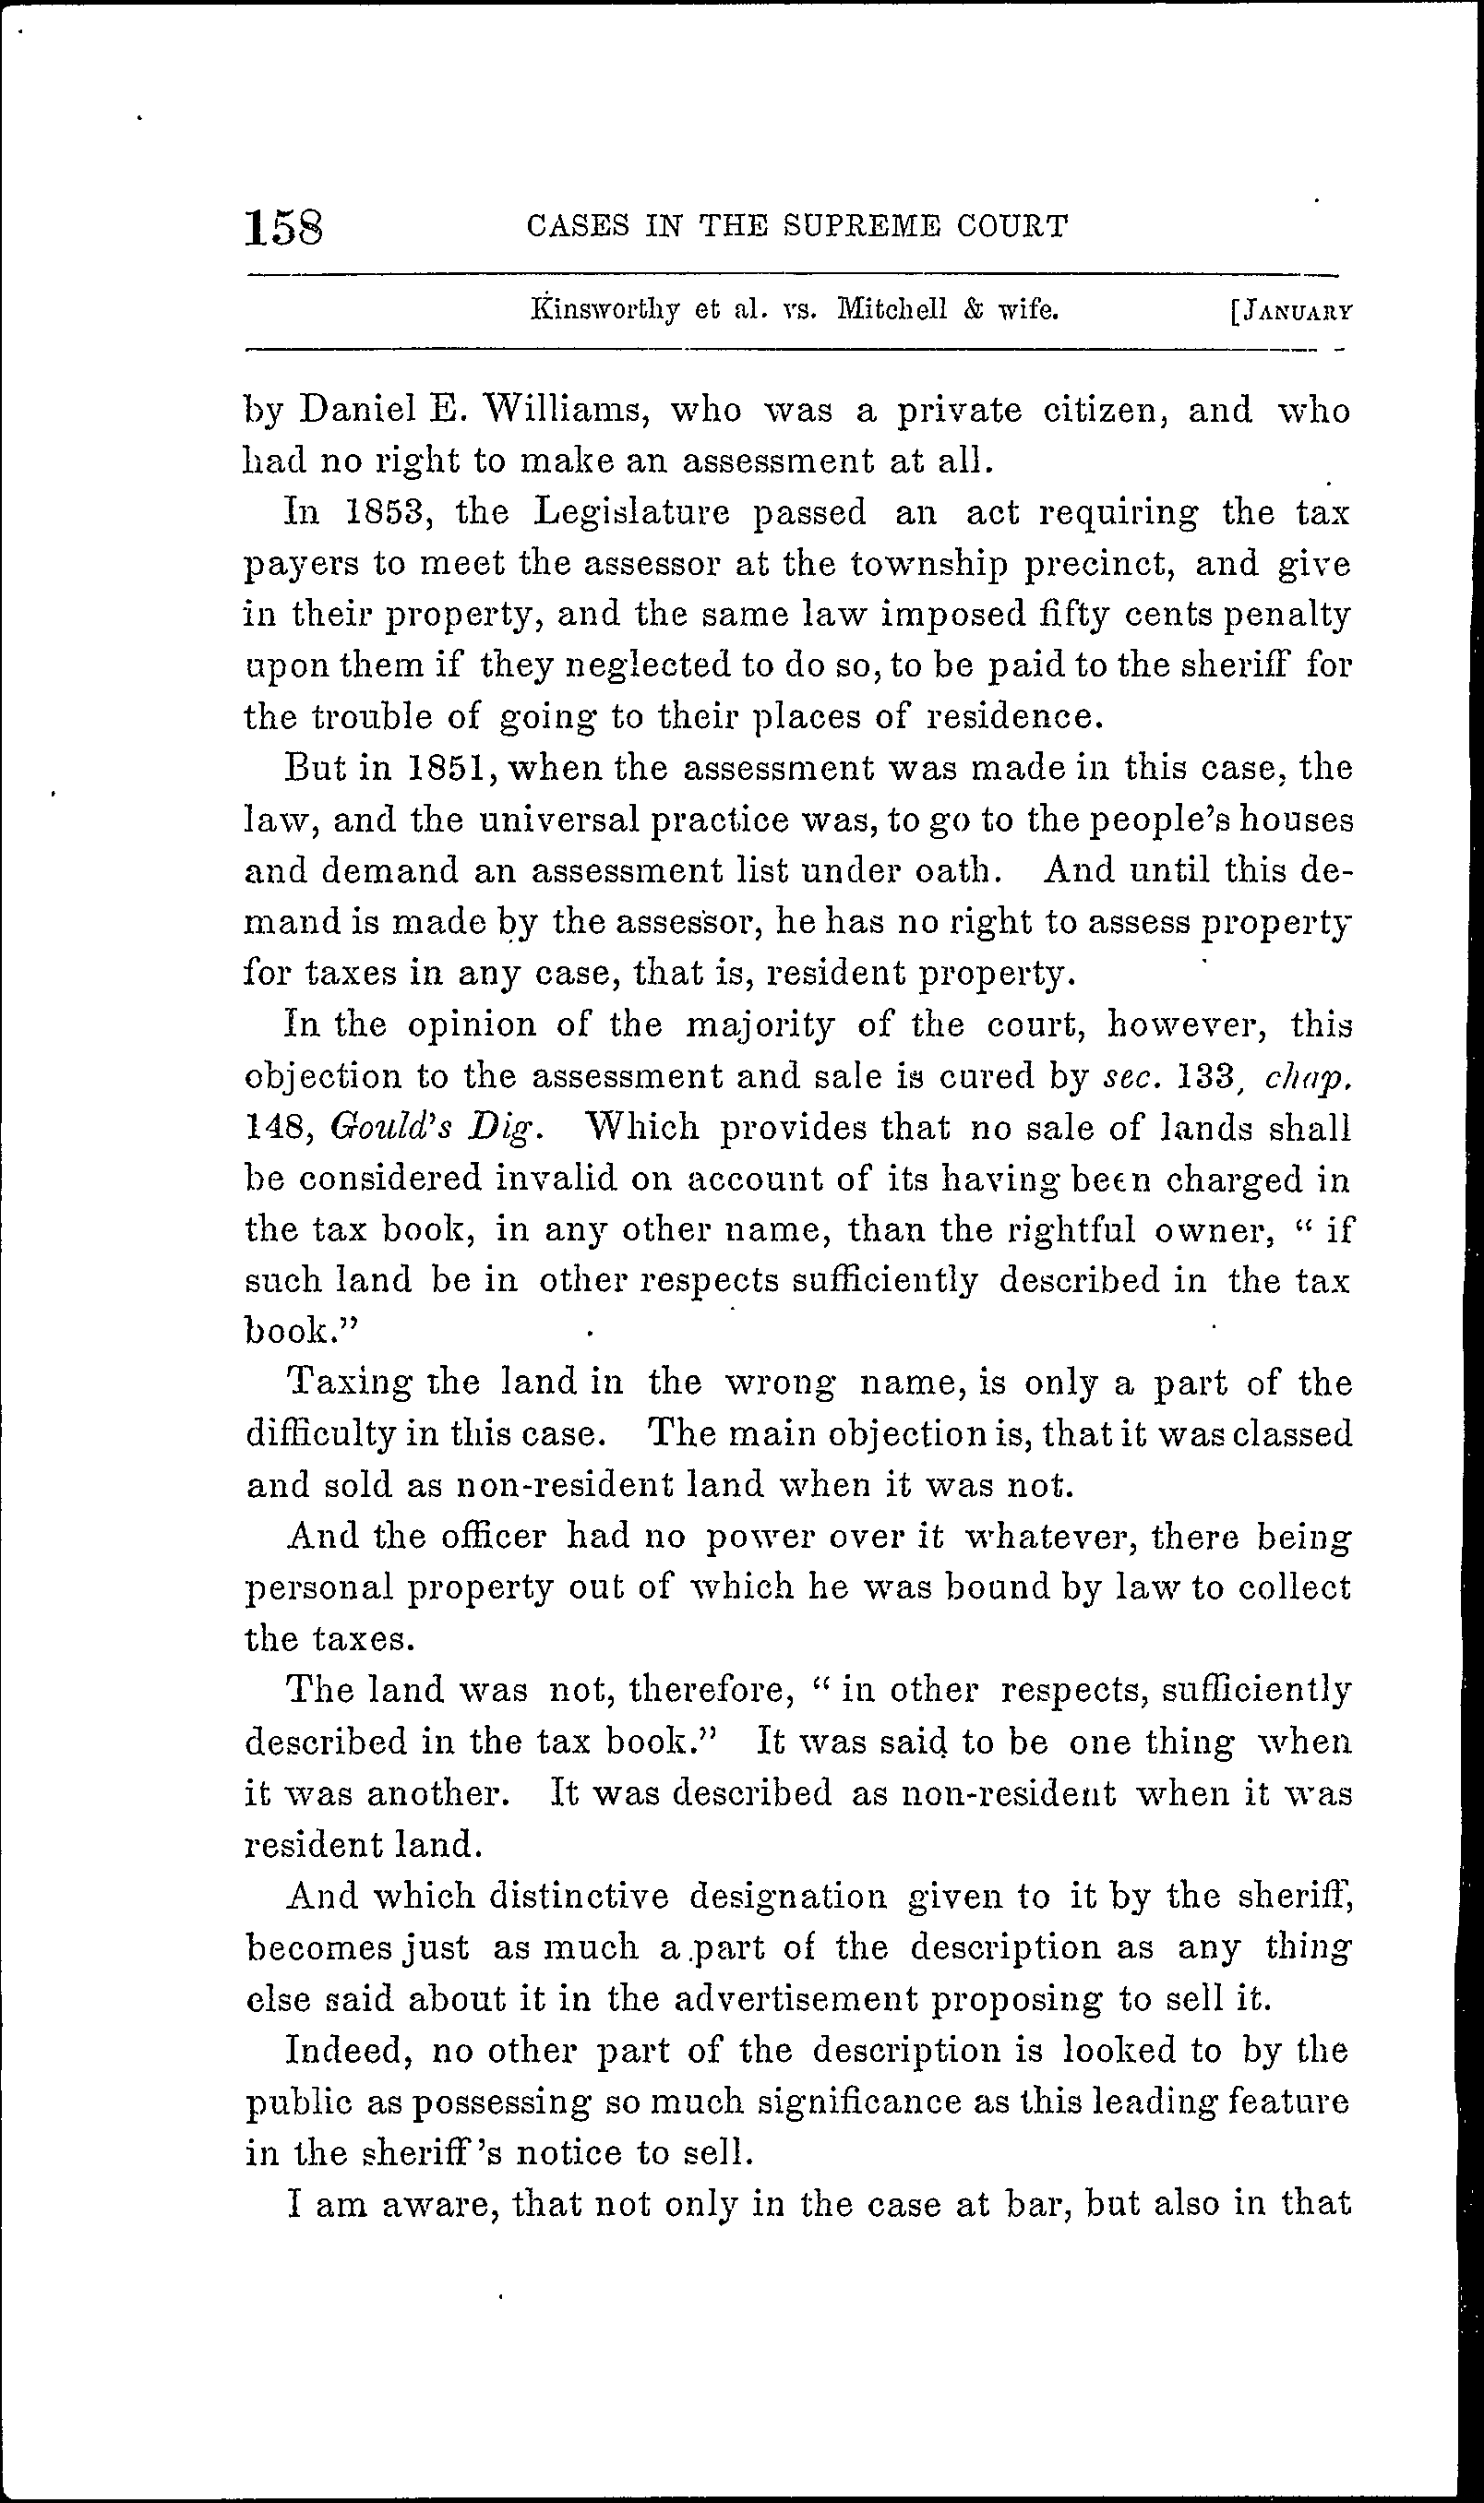 158 CASES IN THE SUPREME COURT
Kinsworthy et al. vs. Mitchell & wife. [JANUARY
by Daniel E. Williams, who was a private citizen, and who
had no right to make an assessment at all.
In 1853, the Legislature passed an act requiring the tax
payers to meet the assessor at the township precinct, and give
in their property, and the same law imposed fifty cents penalty
upon them if they neglected to do so, to be paid to the sheriff for
the trouble of going to their places of residence.
But in 1851, when the assessment was made in this case, the
law, and the universal practice was, to go to the people's houses
and demand an assessment list under oath. And until this de-
mand is made by the assessor, he has no right to assess property
for taxes in any case, that is, resident property.
In the opinion of the majority of the court, however, this
objection to the assessment and sale is cured by sec. 133, chap.
148, Gould's Dig. Which provides that no sale of lands shall
be considered invalid on account of its having been charged in
the tax book, in any other name, than the rightful owner, " if
such land be in other respects sufficiently described in the tax
book."
Taxing the land in the wrong name, is only a part of the
difficulty in this case. The main objection is, that it was classed
and sold as non-resident land when it was not.
And the officer had no power over it whatever, there being
personal property out of which he was bound by law to collect
the taxes.
The land was not, therefore, " in other respects, sufficiently
described in the tax book." It was said to be one thing when
it was another. It was described as non-resident when it was
resident land.
And which distinctive designation given to it by the sheriff,
becomes just as much a part of the description as any thing
else said about it in the advertisement proposing to sell it.
Indeed, no other part of the description is looked to by the
public as possessing so much significance as this leading feature
in the sheriff's notice to sell.
I am aware, that not only in the case at bar, but also in that